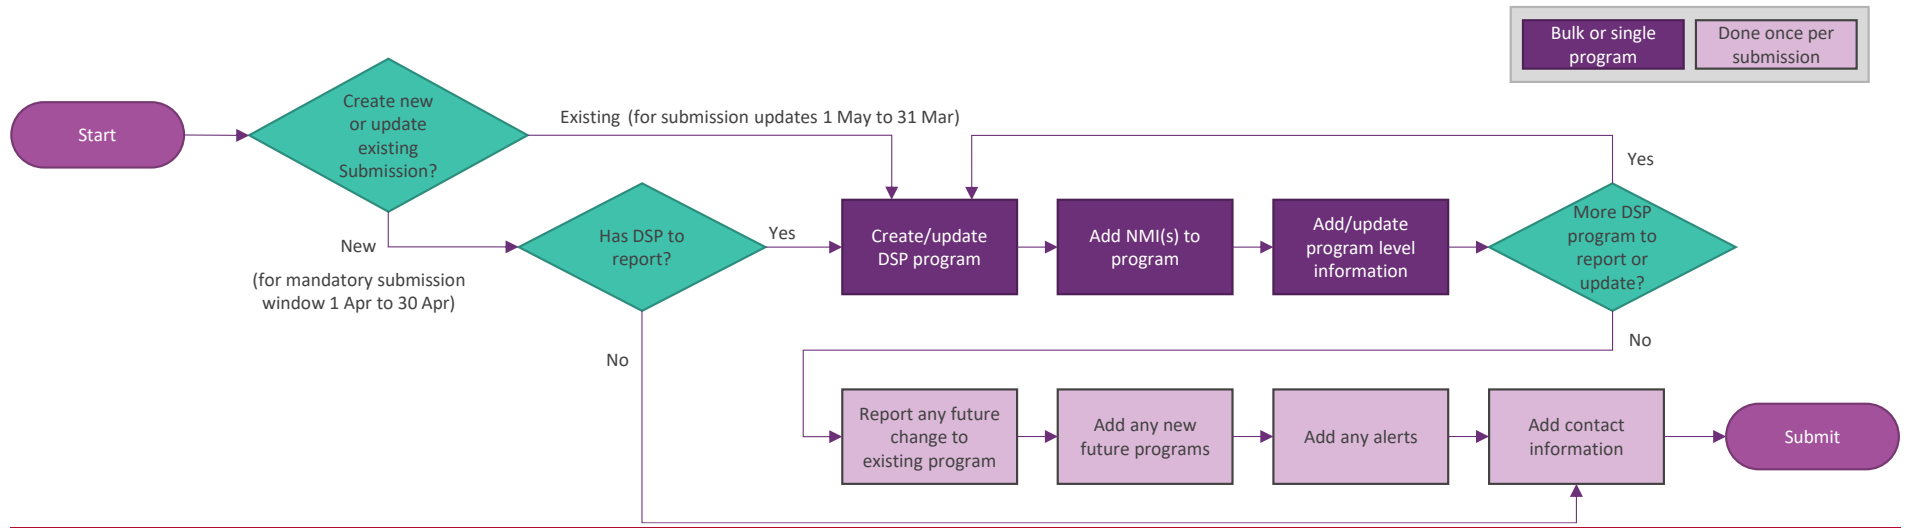 Bulk or single
program
Done once per
submission
Start
Create new
or update
existing
Submission?
Existing (for submission updates 1 May to 31 Mar)
New
(for mandatory submission
window 1 Apr to 30 Apr)
Has DSP to
report?
Yes
No
Create/update
DSP program
Add NMI(s) to
program
Add/update
program level
information
More DSP
program to
report or
update?
Yes
No
Report any future
change to
existing program
Add any new
future programs
Add any alerts
Add contact
information
Submit